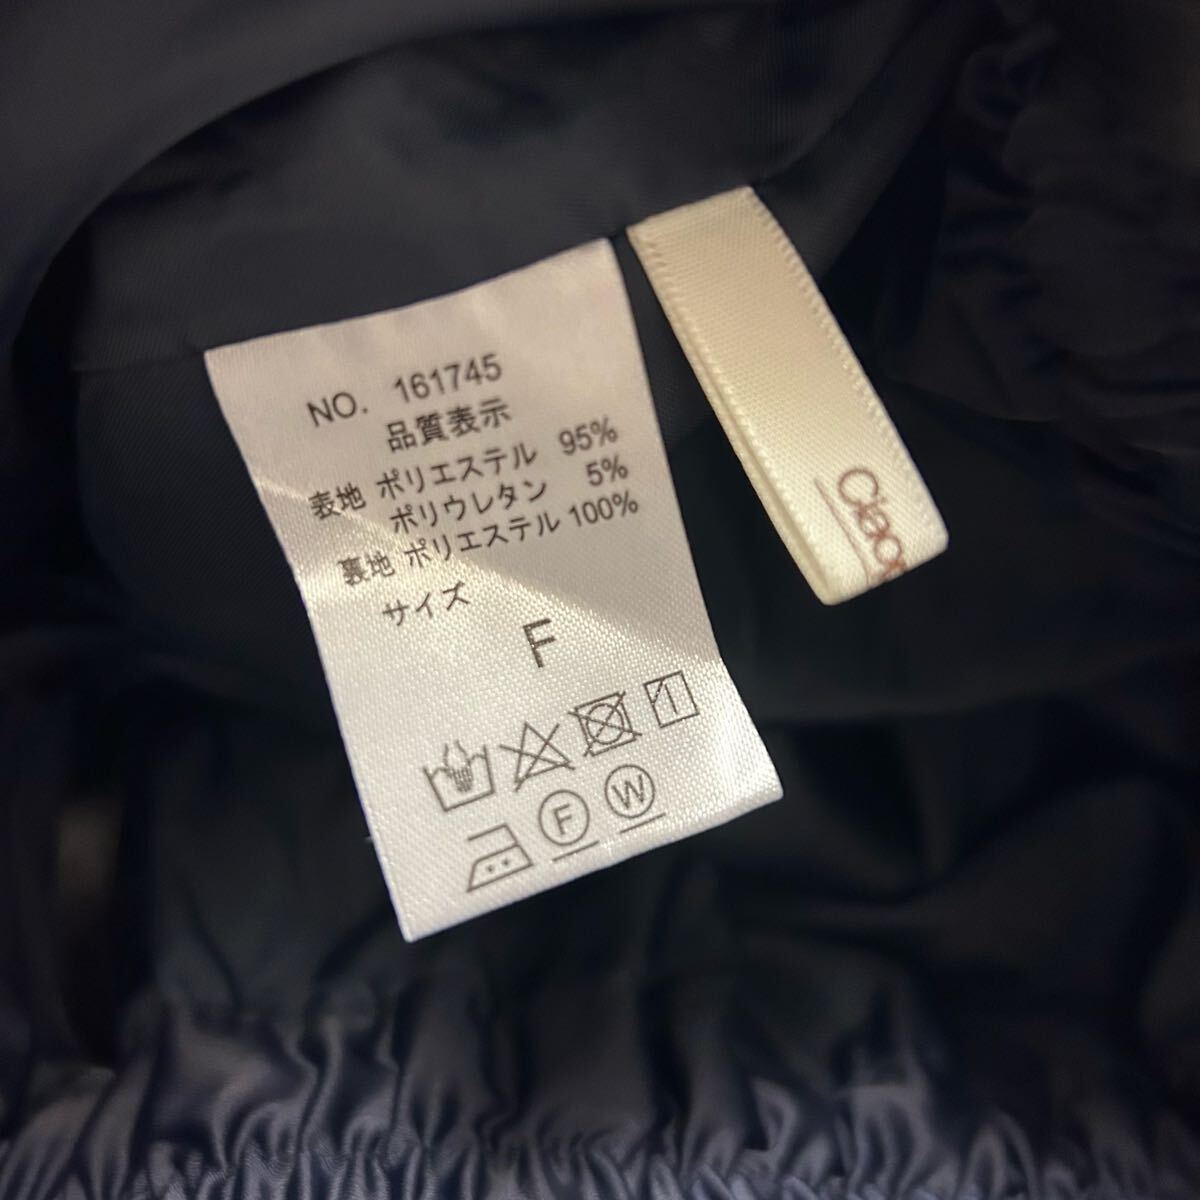 NO. 161745
品質表示
表地 ポリエステル 95%
ポリウレタン 5%
裏地 ポリエステル 100%
サイズ
F
F
W